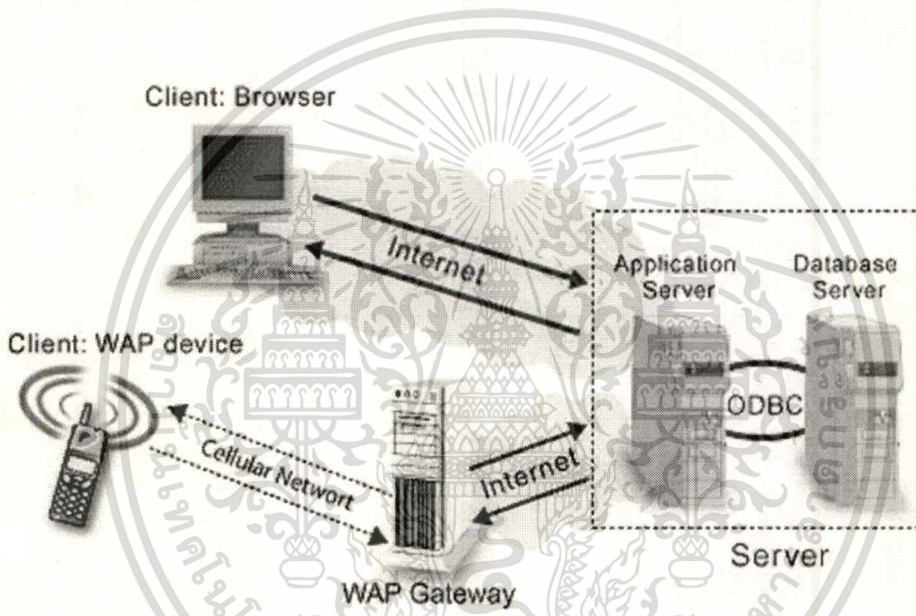 Client: Browser
Internet
Application
Server
Database
Server
Client: WAP device
ODBC
Cellular Networt
Internet
Server
WAP Gateway